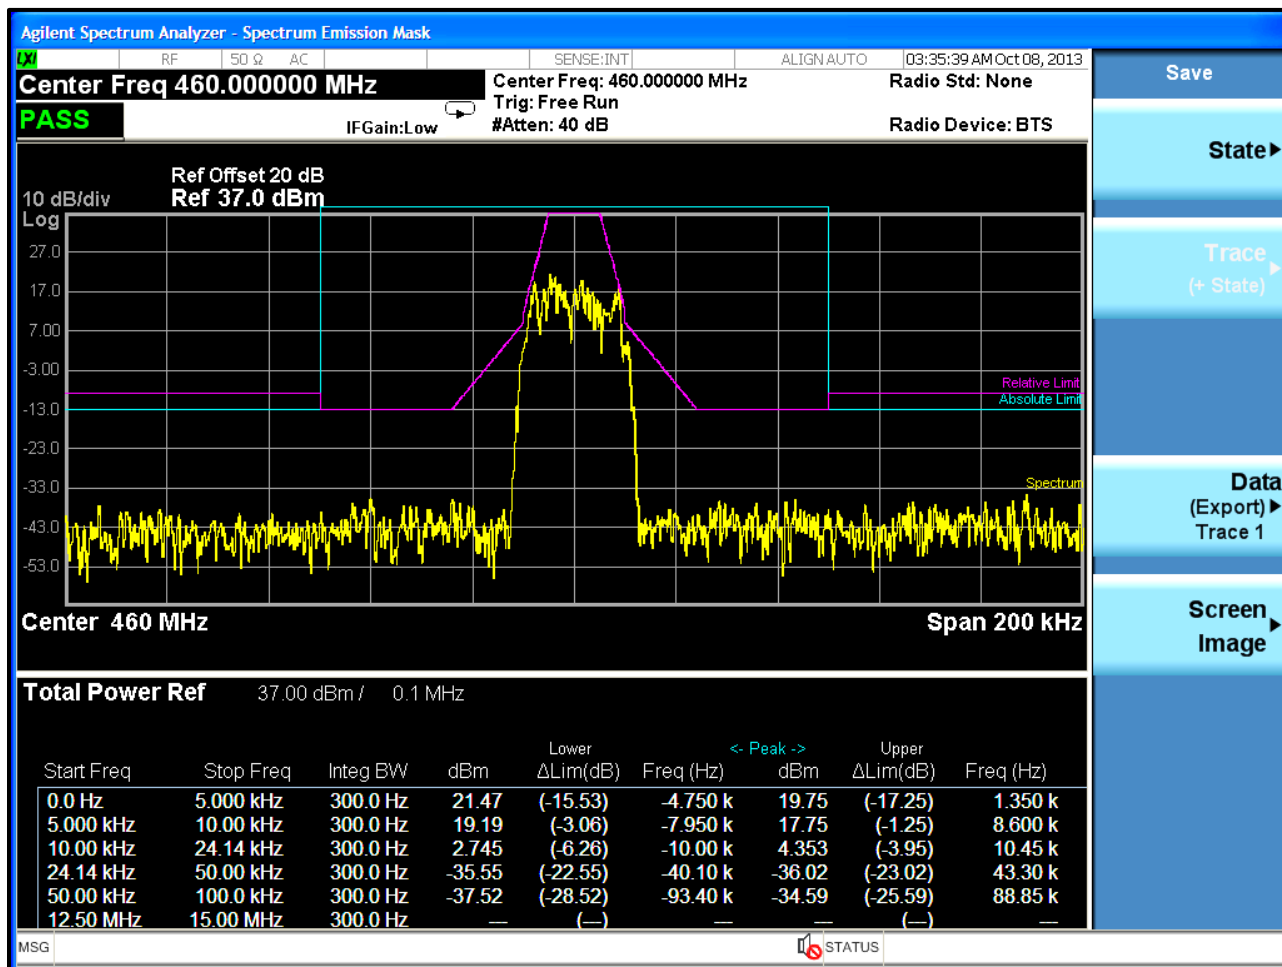 Agilent Spectrum Analyzer - Spectrum Emission Mask
LXI RF 50 Ω AC SENSE:INT ALIGN AUTO 03:35:39 AM Oct 08, 2013
Center Freq 460.000000 MHz
Center Freq: 460.000000 MHz
Radio Std: None
Trig: Free Run
PASS
IFGain:Low
#Atten: 40 dB
Radio Device: BTS
Ref Offset 20 dB
10 dB/div
Ref 37.0 dBm
Log
27.0
17.0
7.00
-3.00
Relative Limit
Absolute Limit
-13.0
-23.0
-33.0
Spectrum
-43.0
-53.0
Center 460 MHz
Span 200 kHz
Total Power Ref 37.00 dBm / 0.1 MHz
Lower <- Peak -> Upper
Start Freq Stop Freq Integ BW dBm ΔLim(dB) Freq (Hz) dBm ΔLim(dB) Freq (Hz)
0.0 Hz 5.000 kHz 300.0 Hz 21.47 (-15.53) -4.750 k 19.75 (-17.25) 1.350 k
5.000 kHz 10.00 kHz 300.0 Hz 19.19 (-3.06) -7.950 k 17.75 (-1.25) 8.600 k
10.00 kHz 24.14 kHz 300.0 Hz 2.745 (-6.26) -10.00 k 4.353 (-3.95) 10.45 k
24.14 kHz 50.00 kHz 300.0 Hz -35.55 (-22.55) -40.10 k -36.02 (-23.02) 43.30 k
50.00 kHz 100.0 kHz 300.0 Hz -37.52 (-28.52) -93.40 k -34.59 (-25.59) 88.85 k
12.50 MHz 15.00 MHz 300.0 Hz --- (---) --- --- (---) ---
MSG
STATUS
Save
State
Trace
(+ State)
Data
(Export)
Trace 1
Screen
Image